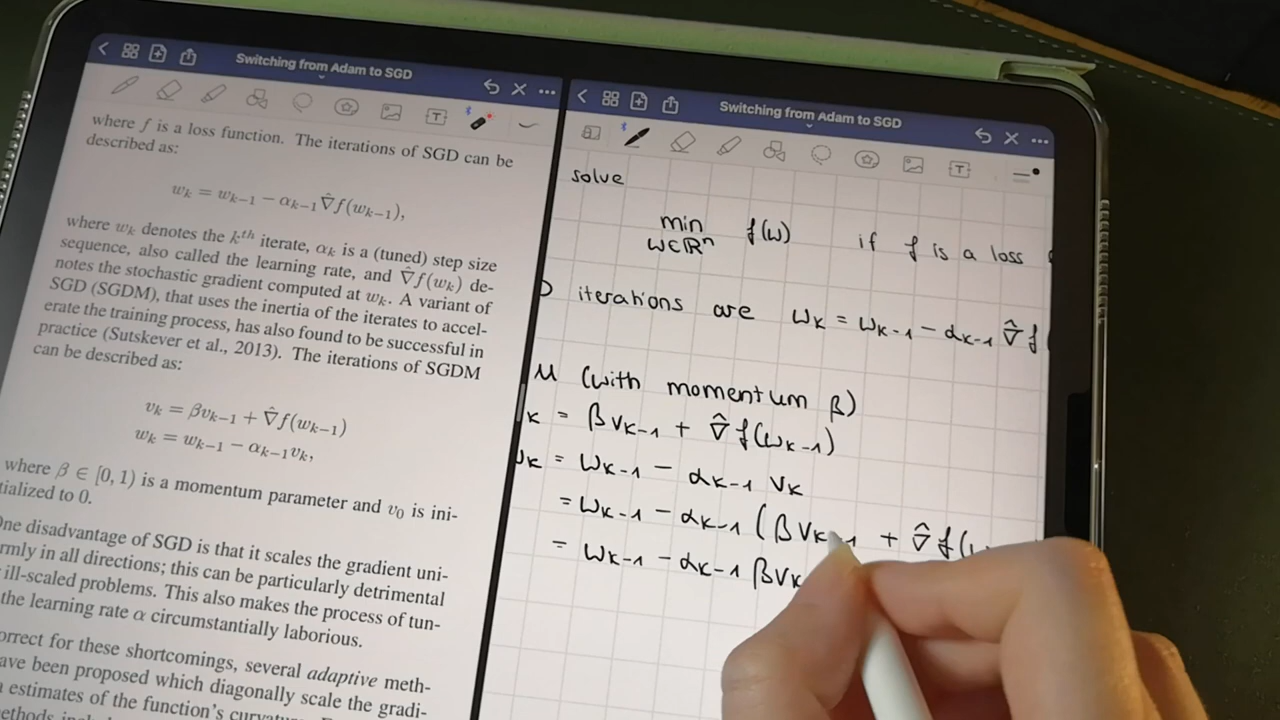 Switching from Adam to SGD
where f is a loss function. The iterations of SGD can be
described as:
w_k = w_{k−1} − α_{k−1} ∇̂f(w_{k−1}),
where w_k denotes the k^{th} iterate, α_k is a (tuned) step size
sequence, also called the learning rate, and ∇̂f(w_k) de-
notes the stochastic gradient computed at w_k. A variant of
SGD (SGDM), that uses the inertia of the iterates to accel-
erate the training process, has also found to be successful in
practice (Sutskever et al., 2013). The iterations of SGDM
can be described as:
v_k = βv_{k−1} + ∇̂f(w_{k−1})
w_k = w_{k−1} − α_{k−1}v_k,
where β ∈ [0, 1) is a momentum parameter and v_0 is ini-
tialized to 0.
One disadvantage of SGD is that it scales the gradient uni-
rmly in all directions; this can be particularly detrimental
ill-scaled problems. This also makes the process of tun-
the learning rate α circumstantially laborious.
orrect for these shortcomings, several adaptive meth-
ave been proposed which diagonally scale the gradi-
estimates of the function's curvature.
Switching from Adam to SGD
T
solve
min f(w) if f is a loss
w∈ℝ^n
D iterations are w_k = w_{k-1} − α_{k-1} ∇̂f(
M (with momentum β)
k = βv_{k-1} + ∇̂f(w_{k-1})
w_k = w_{k-1} − α_{k-1} v_k
= w_{k-1} − α_{k-1} (βv_{k-1} + ∇̂f(
= w_{k-1} − α_{k-1} βv_k